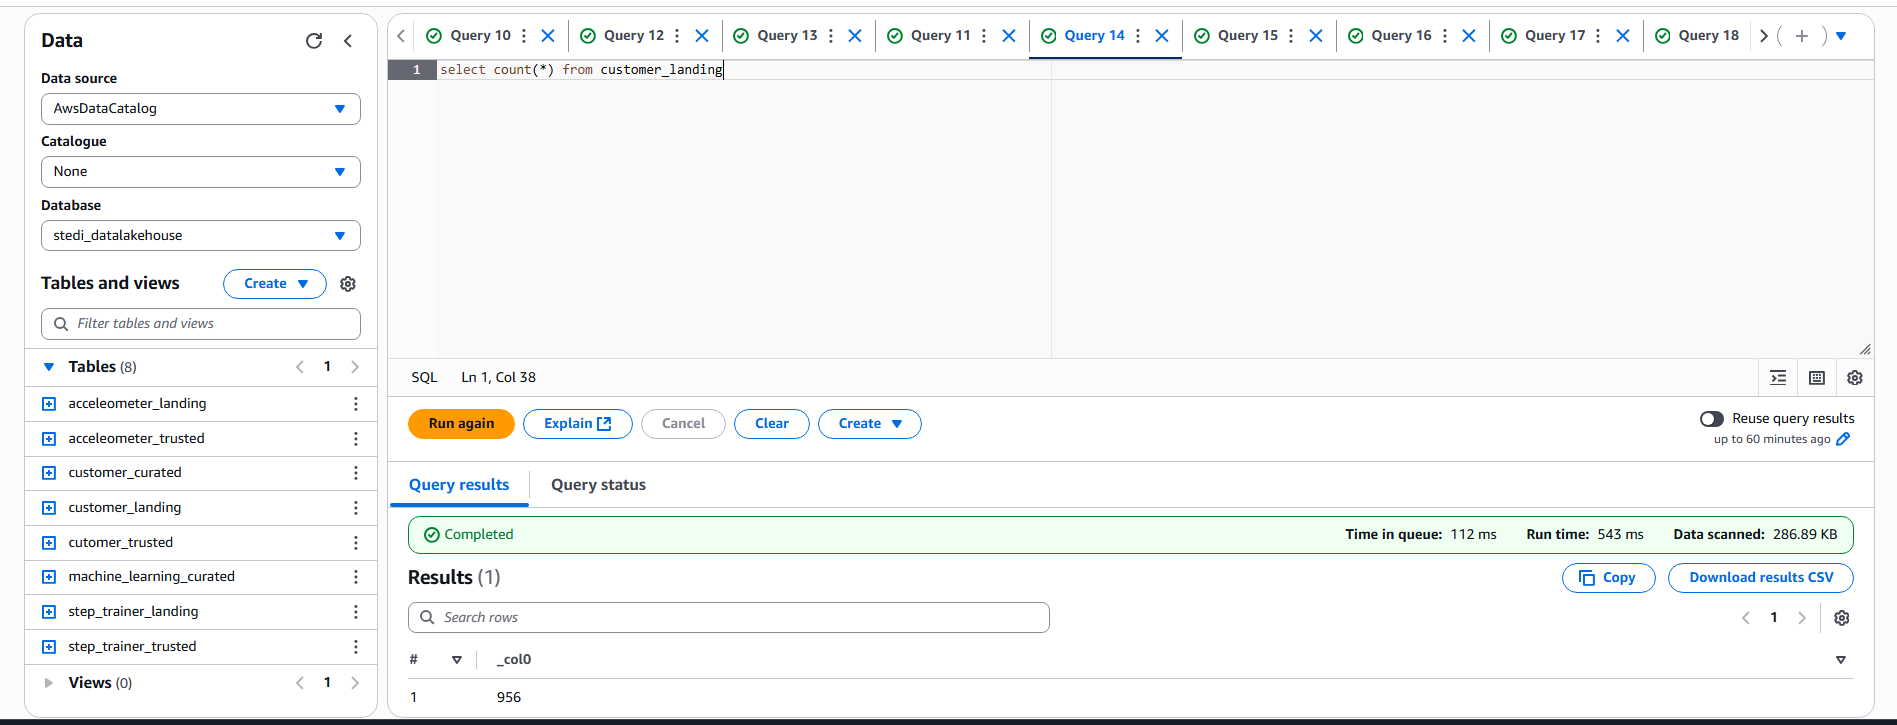 Data
Data source
AwsDataCatalog
Catalogue
None
Database
stedi_datalakehouse
Tables and views
Create
Filter tables and views
Tables (8)
1
acceleometer_landing
acceleometer_trusted
customer_curated
customer_landing
cutomer_trusted
machine_learning_curated
step_trainer_landing
step_trainer_trusted
Views (0)
1
Query 10
Query 12
Query 13
Query 11
Query 14
Query 15
Query 16
Query 17
Query 18
1 select count(*) from customer_landing
SQL Ln 1, Col 38
Run again
Explain
Cancel
Clear
Create
Reuse query results
up to 60 minutes ago
Query results
Query status
Completed
Time in queue: 112 ms
Run time: 543 ms
Data scanned: 286.89 KB
Results (1)
Copy
Download results CSV
Search rows
1
# _col0
1 956